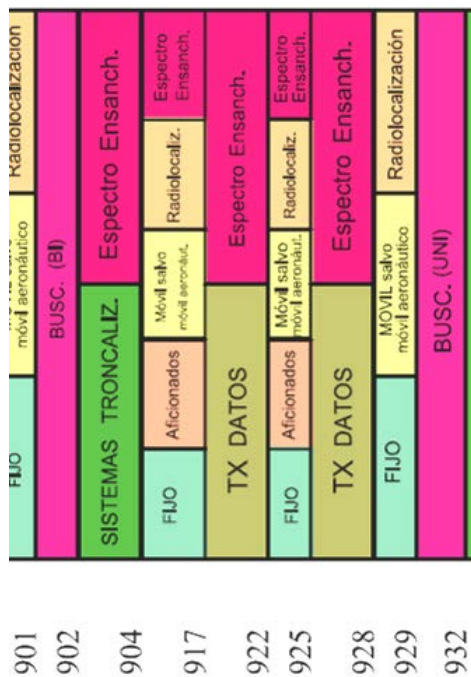 901
FIJO
móvil aeronáutico
Radiolocalización
902
BUSC. (BI)
904
SISTEMAS TRONCALIZ.
Espectro Ensanch.
917
FIJO
Aficionados
Móvil salvo
móvil aeronáut.
Radiolocaliz.
Espectro
Ensanch.
922
TX DATOS
Espectro Ensanch.
925
FIJO
Aficionados
Móvil salvo
móvil aeronáut.
Radiolocaliz.
Espectro
Ensanch.
928
TX DATOS
Espectro Ensanch.
929
FIJO
MOVIL salvo
móvil aeronáutico
Radiolocalización
932
BUSC. (UNI)